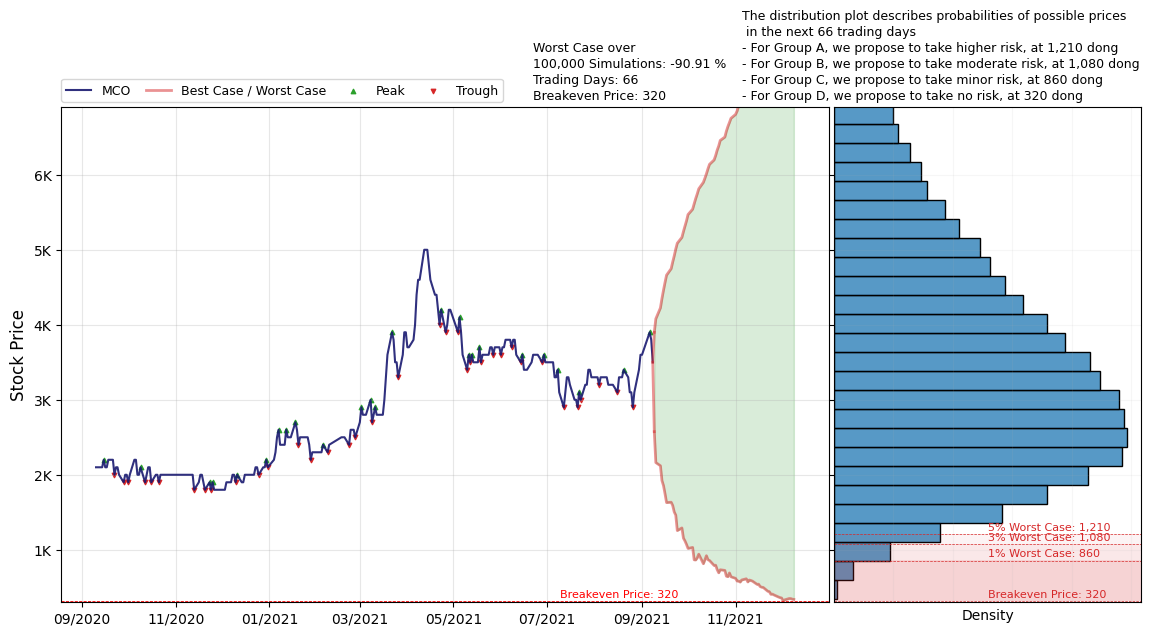 The distribution plot describes probabilities of possible prices
in the next 66 trading days
- For Group A, we propose to take higher risk, at 1,210 dong
- For Group B, we propose to take moderate risk, at 1,080 dong
- For Group C, we propose to take minor risk, at 860 dong
- For Group D, we propose to take no risk, at 320 dong
Worst Case over
100,000 Simulations: -90.91 %
Trading Days: 66
Breakeven Price: 320
MCO
Best Case / Worst Case
Peak
Trough
Stock Price
6K
5K
4K
3K
2K
1K
Breakeven Price: 320
09/2020
11/2020
01/2021
03/2021
05/2021
07/2021
09/2021
11/2021
5% Worst Case: 1,210
3% Worst Case: 1,080
1% Worst Case: 860
Breakeven Price: 320
Density